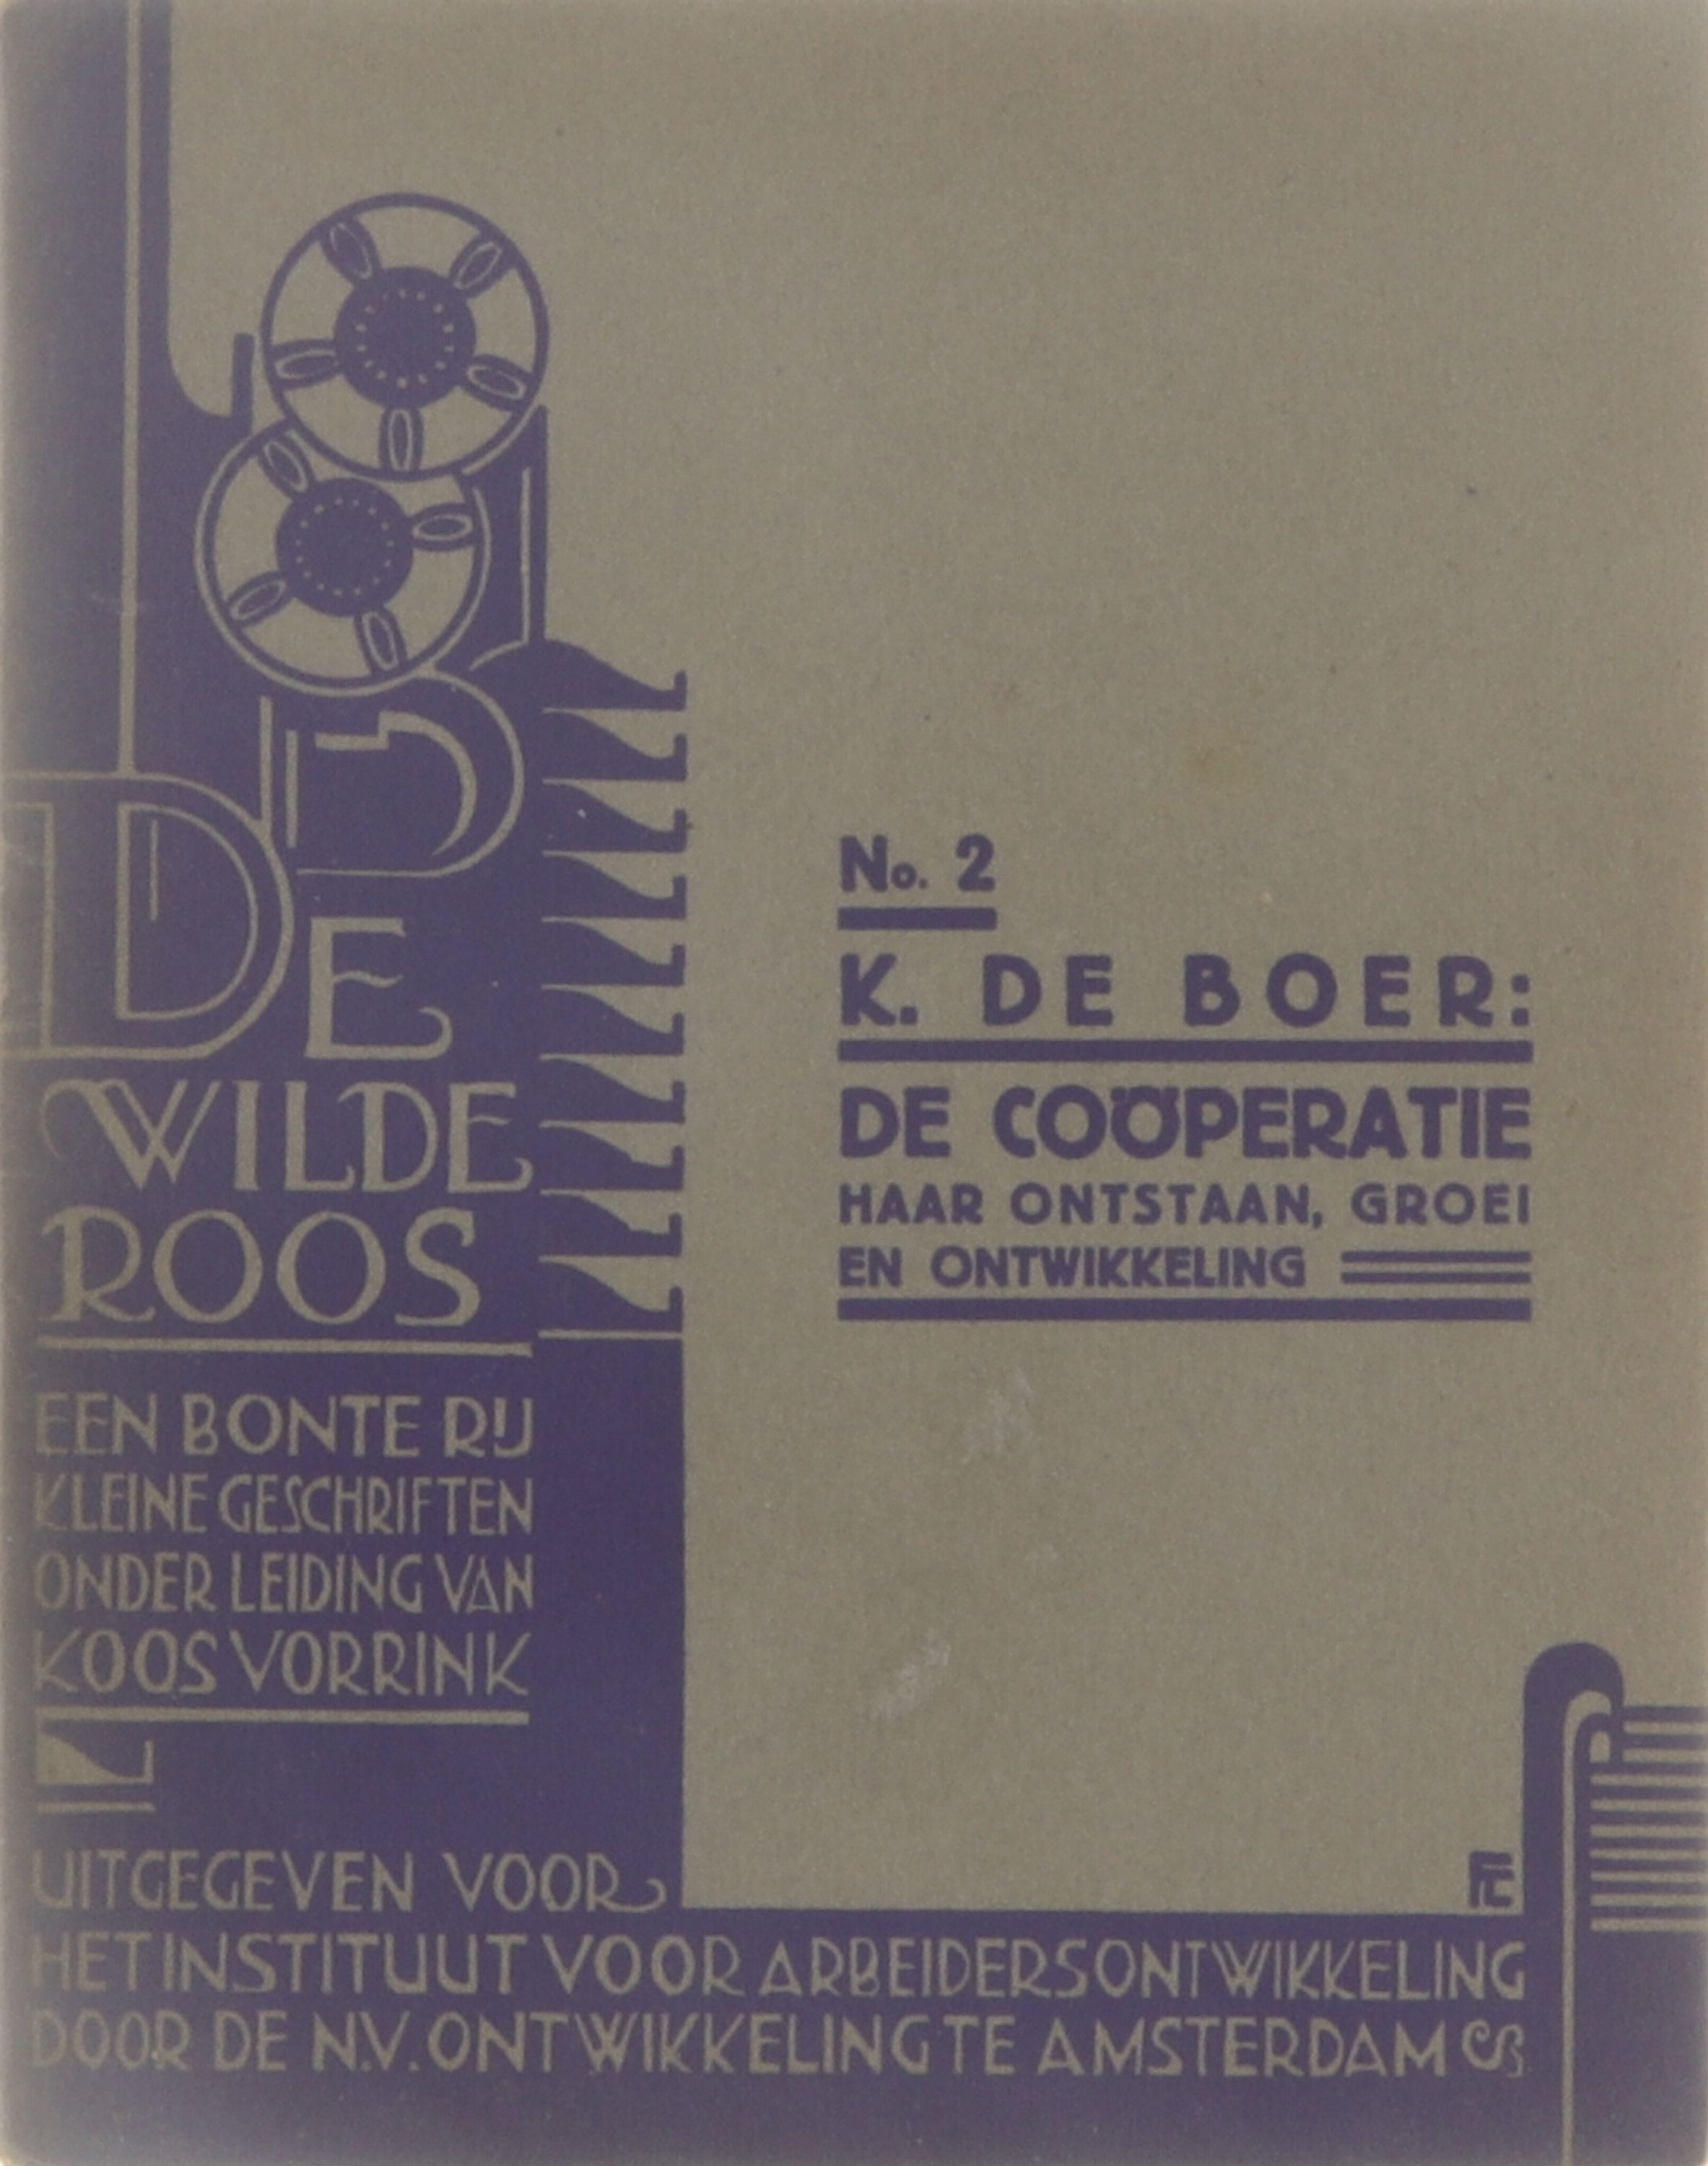 DE
WILDE
ROOS
EEN BONTE RIJ
KLEINE GESCHRIFTEN
ONDER LEIDING VAN
KOOS VORRINK
No. 2
K. DE BOER:
DE COÖPERATIE
HAAR ONTSTAAN, GROEI
EN ONTWIKKELING
UITGEGEVEN VOOR
HET INSTITUUT VOOR ARBEIDERSONTWIKKELING
DOOR DE N.V. ONTWIKKELING TE AMSTERDAM